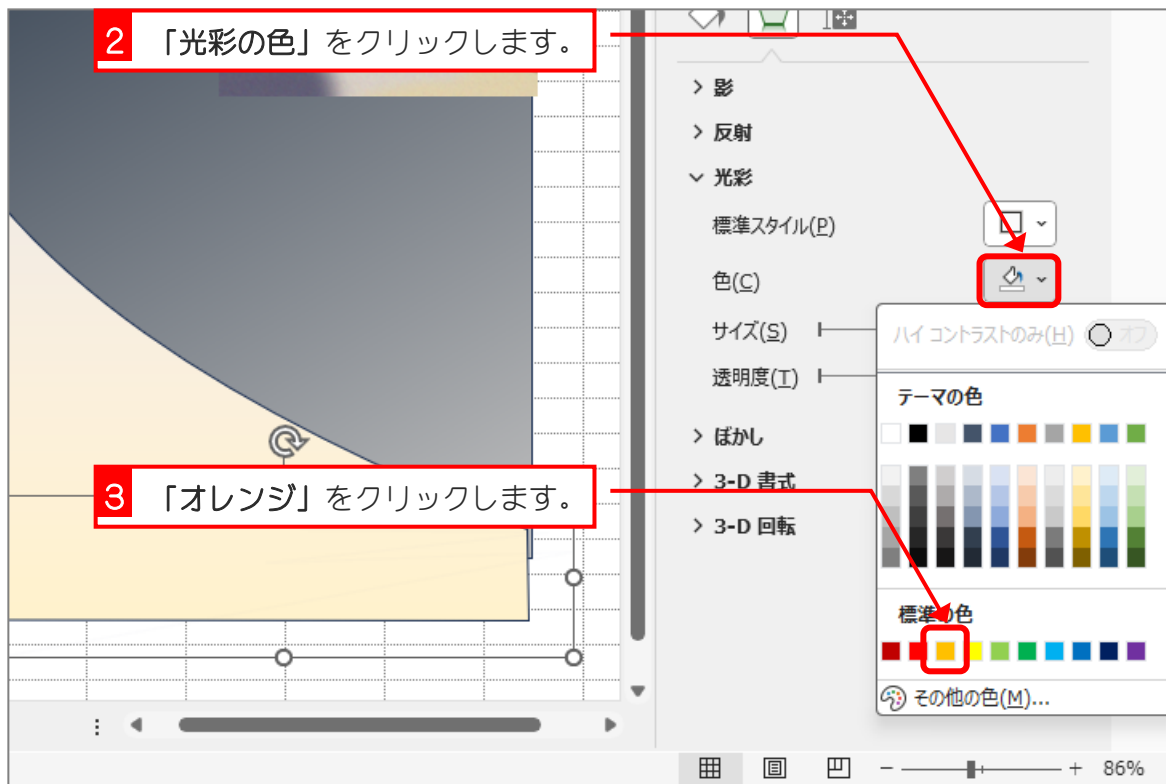 2 「光彩の色」をクリックします。
影
反射
光彩
標準スタイル(P)
色(C)
サイズ(S)
ハイ コントラストのみ(H) オフ
透明度(T)
テーマの色
ぼかし
3 「オレンジ」をクリックします。
3-D 書式
3-D 回転
標準の色
その他の色(M)...
86%